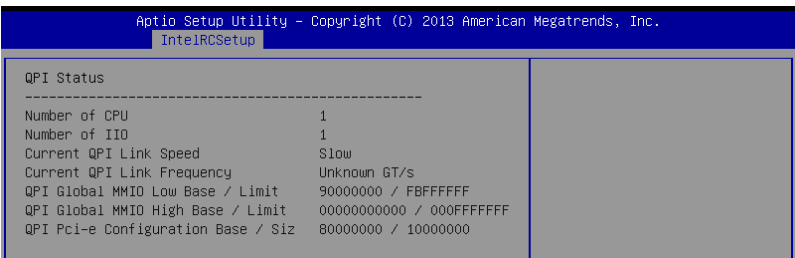 Aptio Setup Utility – Copyright (C) 2013 American Megatrends, Inc.
IntelRCSetup
QPI Status
--------------------------------------------------
Number of CPU 1
Number of IIO 1
Current QPI Link Speed Slow
Current QPI Link Frequency Unknown GT/s
QPI Global MMIO Low Base / Limit 90000000 / FBFFFFFF
QPI Global MMIO High Base / Limit 00000000000 / 000FFFFFFF
QPI Pci-e Configuration Base / Siz 80000000 / 10000000